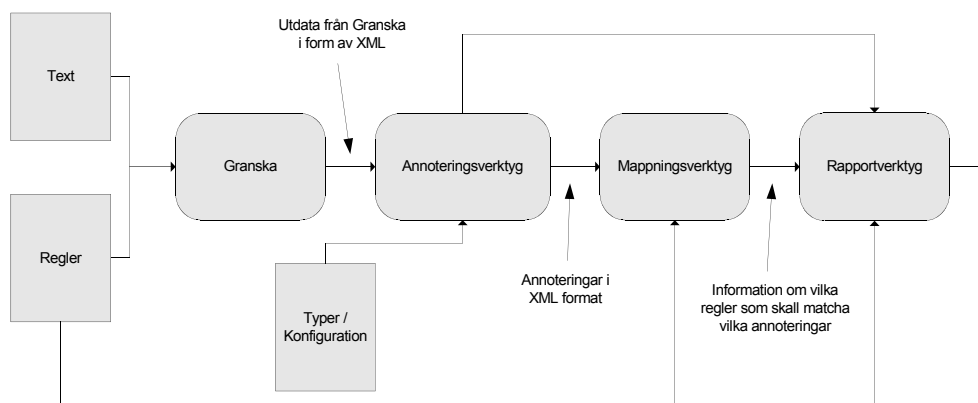 Utdata från Granska
i form av XML
Text
Granska
Annoteringsverktyg
Mappningsverktyg
Rapportverktyg
Regler
Typer /
Konfiguration
Annoteringar i
XML format
Information om vilka
regler som skall matcha
vilka annoteringar